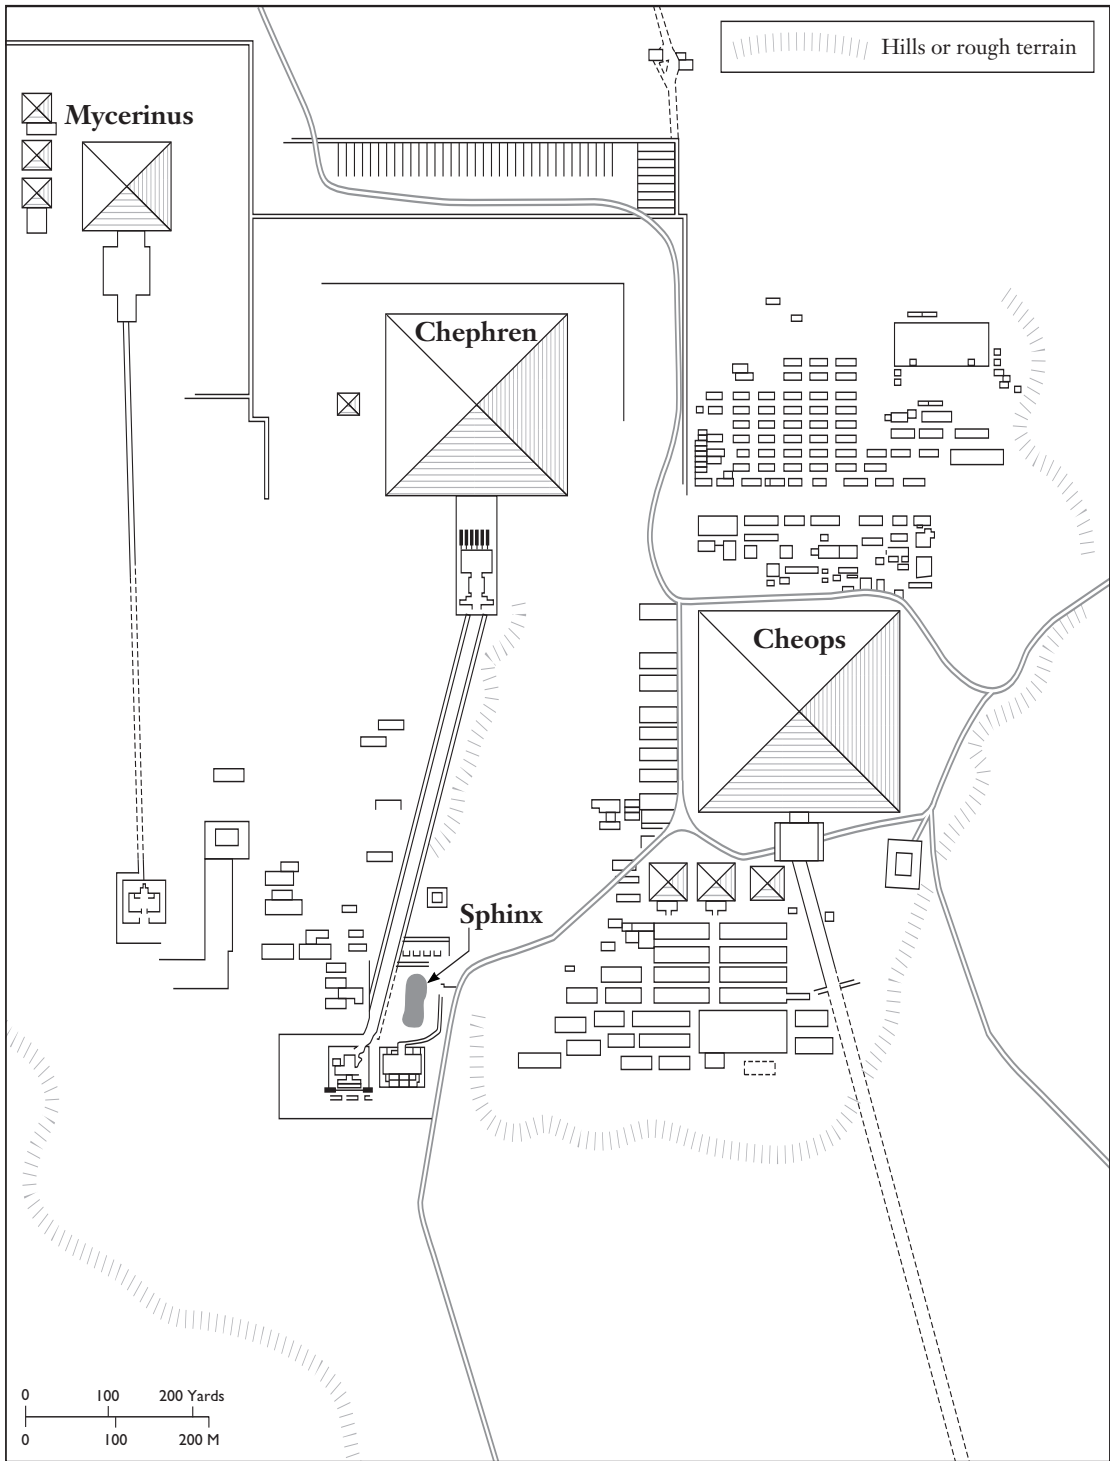 Hills or rough terrain
Mycerinus
Chephren
Cheops
Sphinx
0 100 200 Yards
0 100 200 M